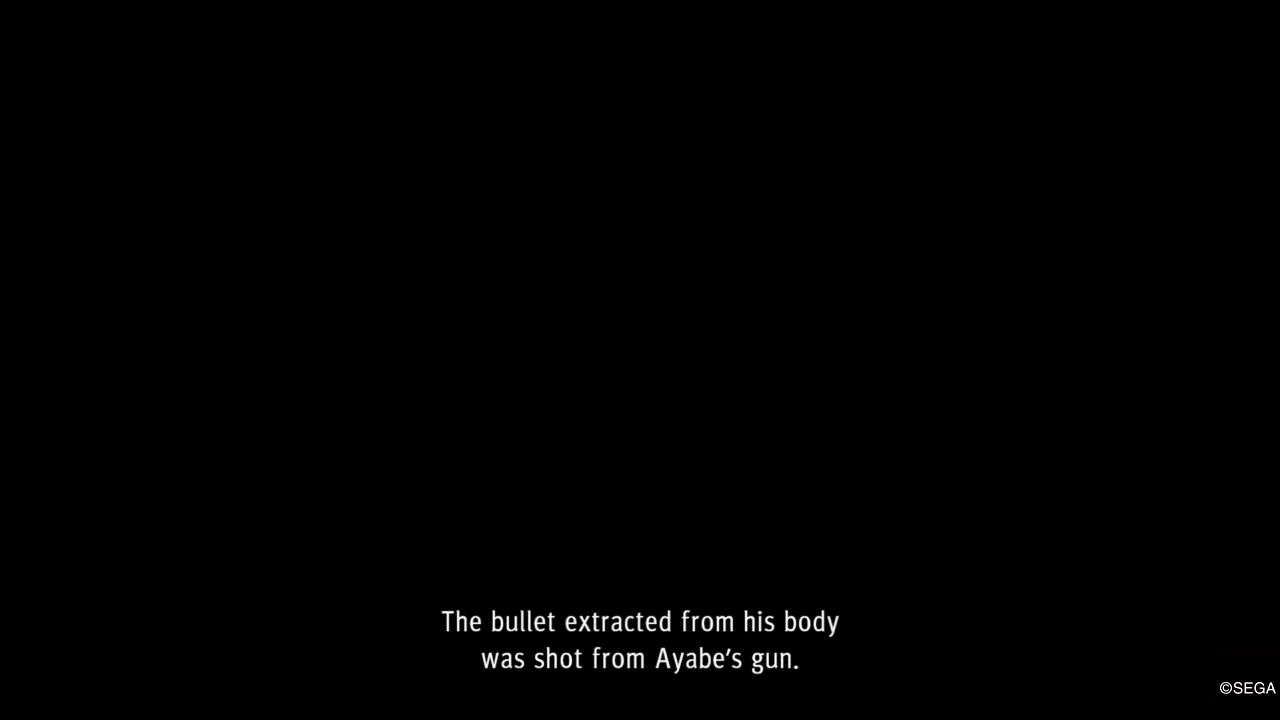 The bullet extracted from his body
was shot from Ayabe's gun.
©SEGA